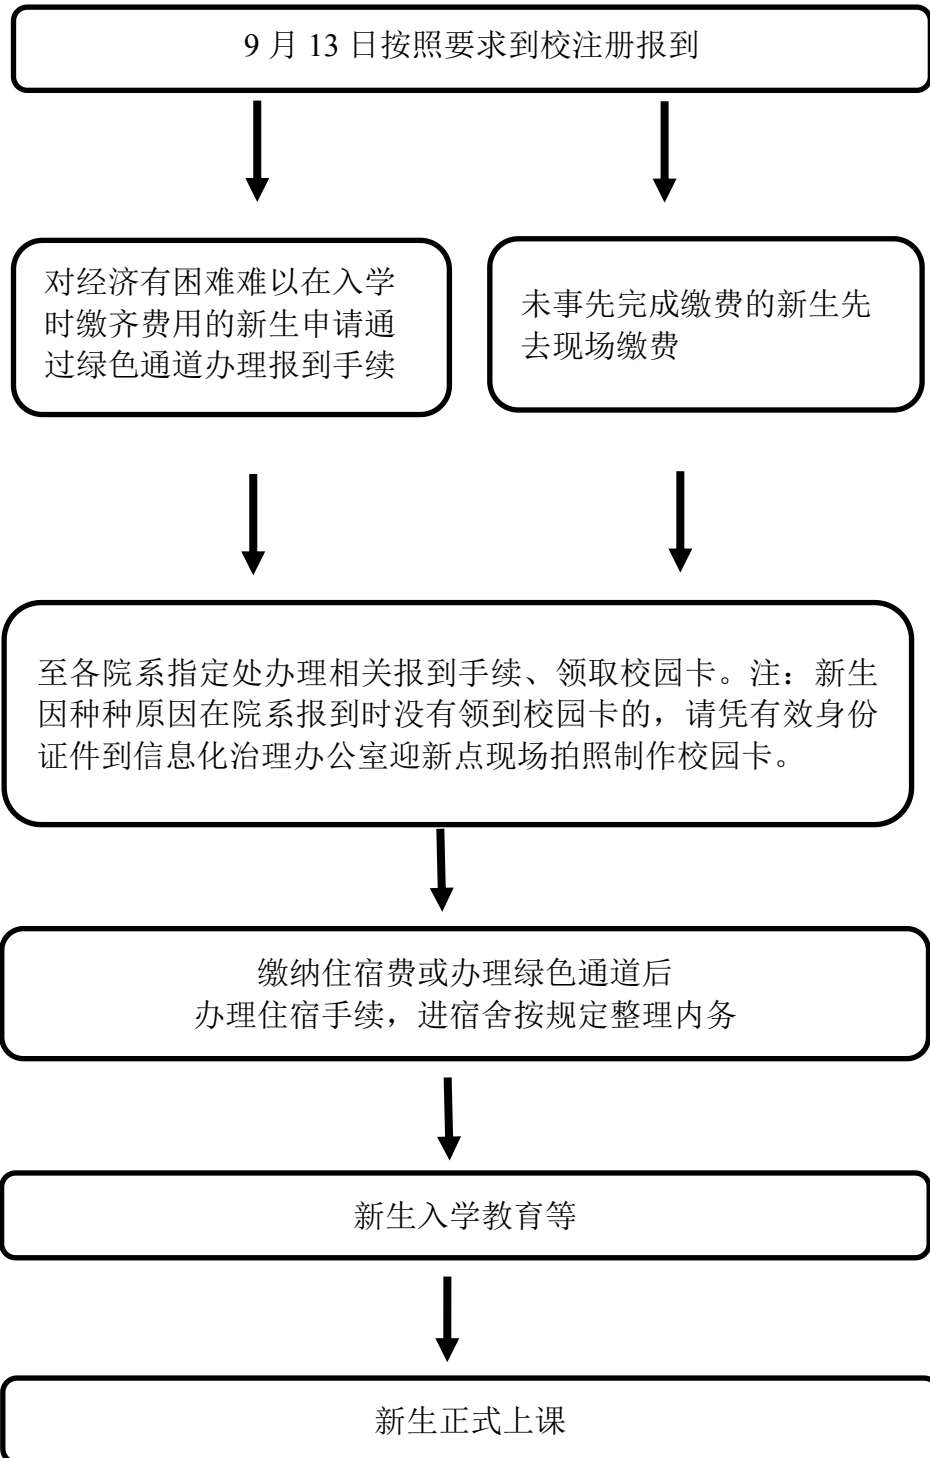 9 月 13 日按照要求到校注册报到
对经济有困难难以在入学
时缴齐费用的新生申请通
过绿色通道办理报到手续
未事先完成缴费的新生先
去现场缴费
至各院系指定处办理相关报到手续、领取校园卡。注：新生
因种种原因在院系报到时没有领到校园卡的，请凭有效身份
证件到信息化治理办公室迎新点现场拍照制作校园卡。
缴纳住宿费或办理绿色通道后
办理住宿手续，进宿舍按规定整理内务
新生入学教育等
新生正式上课